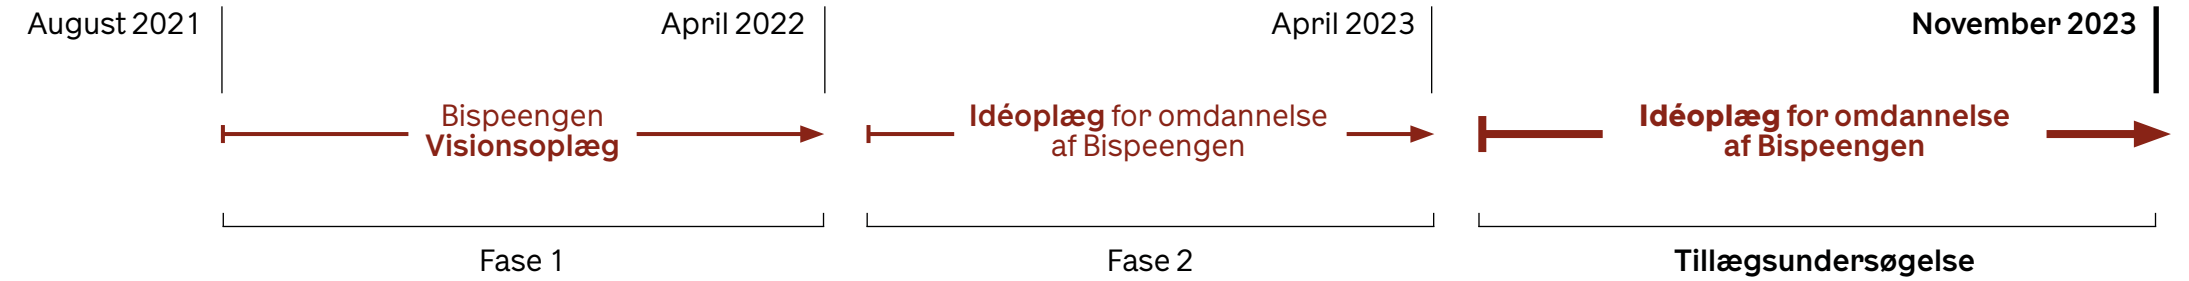 August 2021
April 2022
April 2023
November 2023
Bispeengen
Visionsoplæg
Idéoplæg for omdannelse
af Bispeengen
Idéoplæg for omdannelse
af Bispeengen
Fase 1
Fase 2
Tillægsundersøgelse